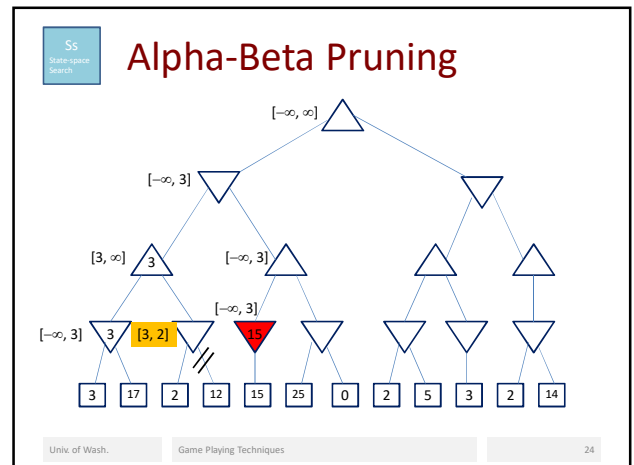 Ss
State-space
Search
Alpha-Beta Pruning
[−∞, ∞]
[−∞, 3]
[3, ∞] 3 [−∞, 3]
[−∞, 3]
[−∞, 3] 3 [3, 2] 15
3 17 2 12 15 25 0 2 5 3 2 14
Univ. of Wash. Game Playing Techniques 24